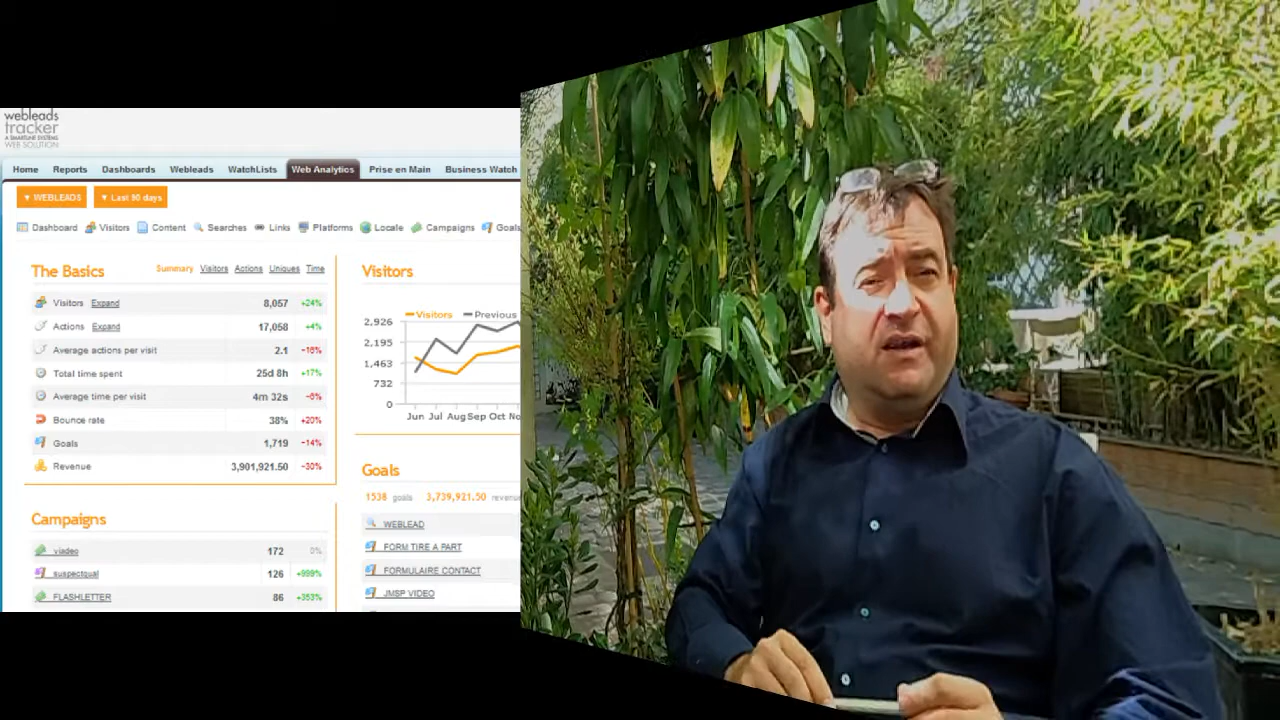 webleads
tracker
A SMARTLINE SYSTEMS
WEB SOLUTION
Home Reports Dashboards Webleads WatchLists Web Analytics Prise en Main Business Watch
▼ WEBLEADS ▼ Last 90 days
Dashboard Visitors Content Searches Links Platforms Locale Campaigns Goals
The Basics Summary Visitors Actions Uniques Time
Visitors Expand 8,057 +24%
Actions Expand 17,058 +4%
Average actions per visit 2.1 -16%
Total time spent 25d 8h +17%
Average time per visit 4m 32s -6%
Bounce rate 38% +20%
Goals 1,719 -14%
Revenue 3,901,921.50 -30%
Campaigns
viadeo 172 0%
suspectqual 126 +999%
FLASHLETTER 86 +353%
Visitors
Visitors Previous
2,926
2,195
1,463
732
0
Jun Jul Aug Sep Oct No
Goals
1538 goals 3,739,921.50 revenue
WEBLEAD
FORM TIRE A PART
FORMULAIRE CONTACT
JMSP VIDEO